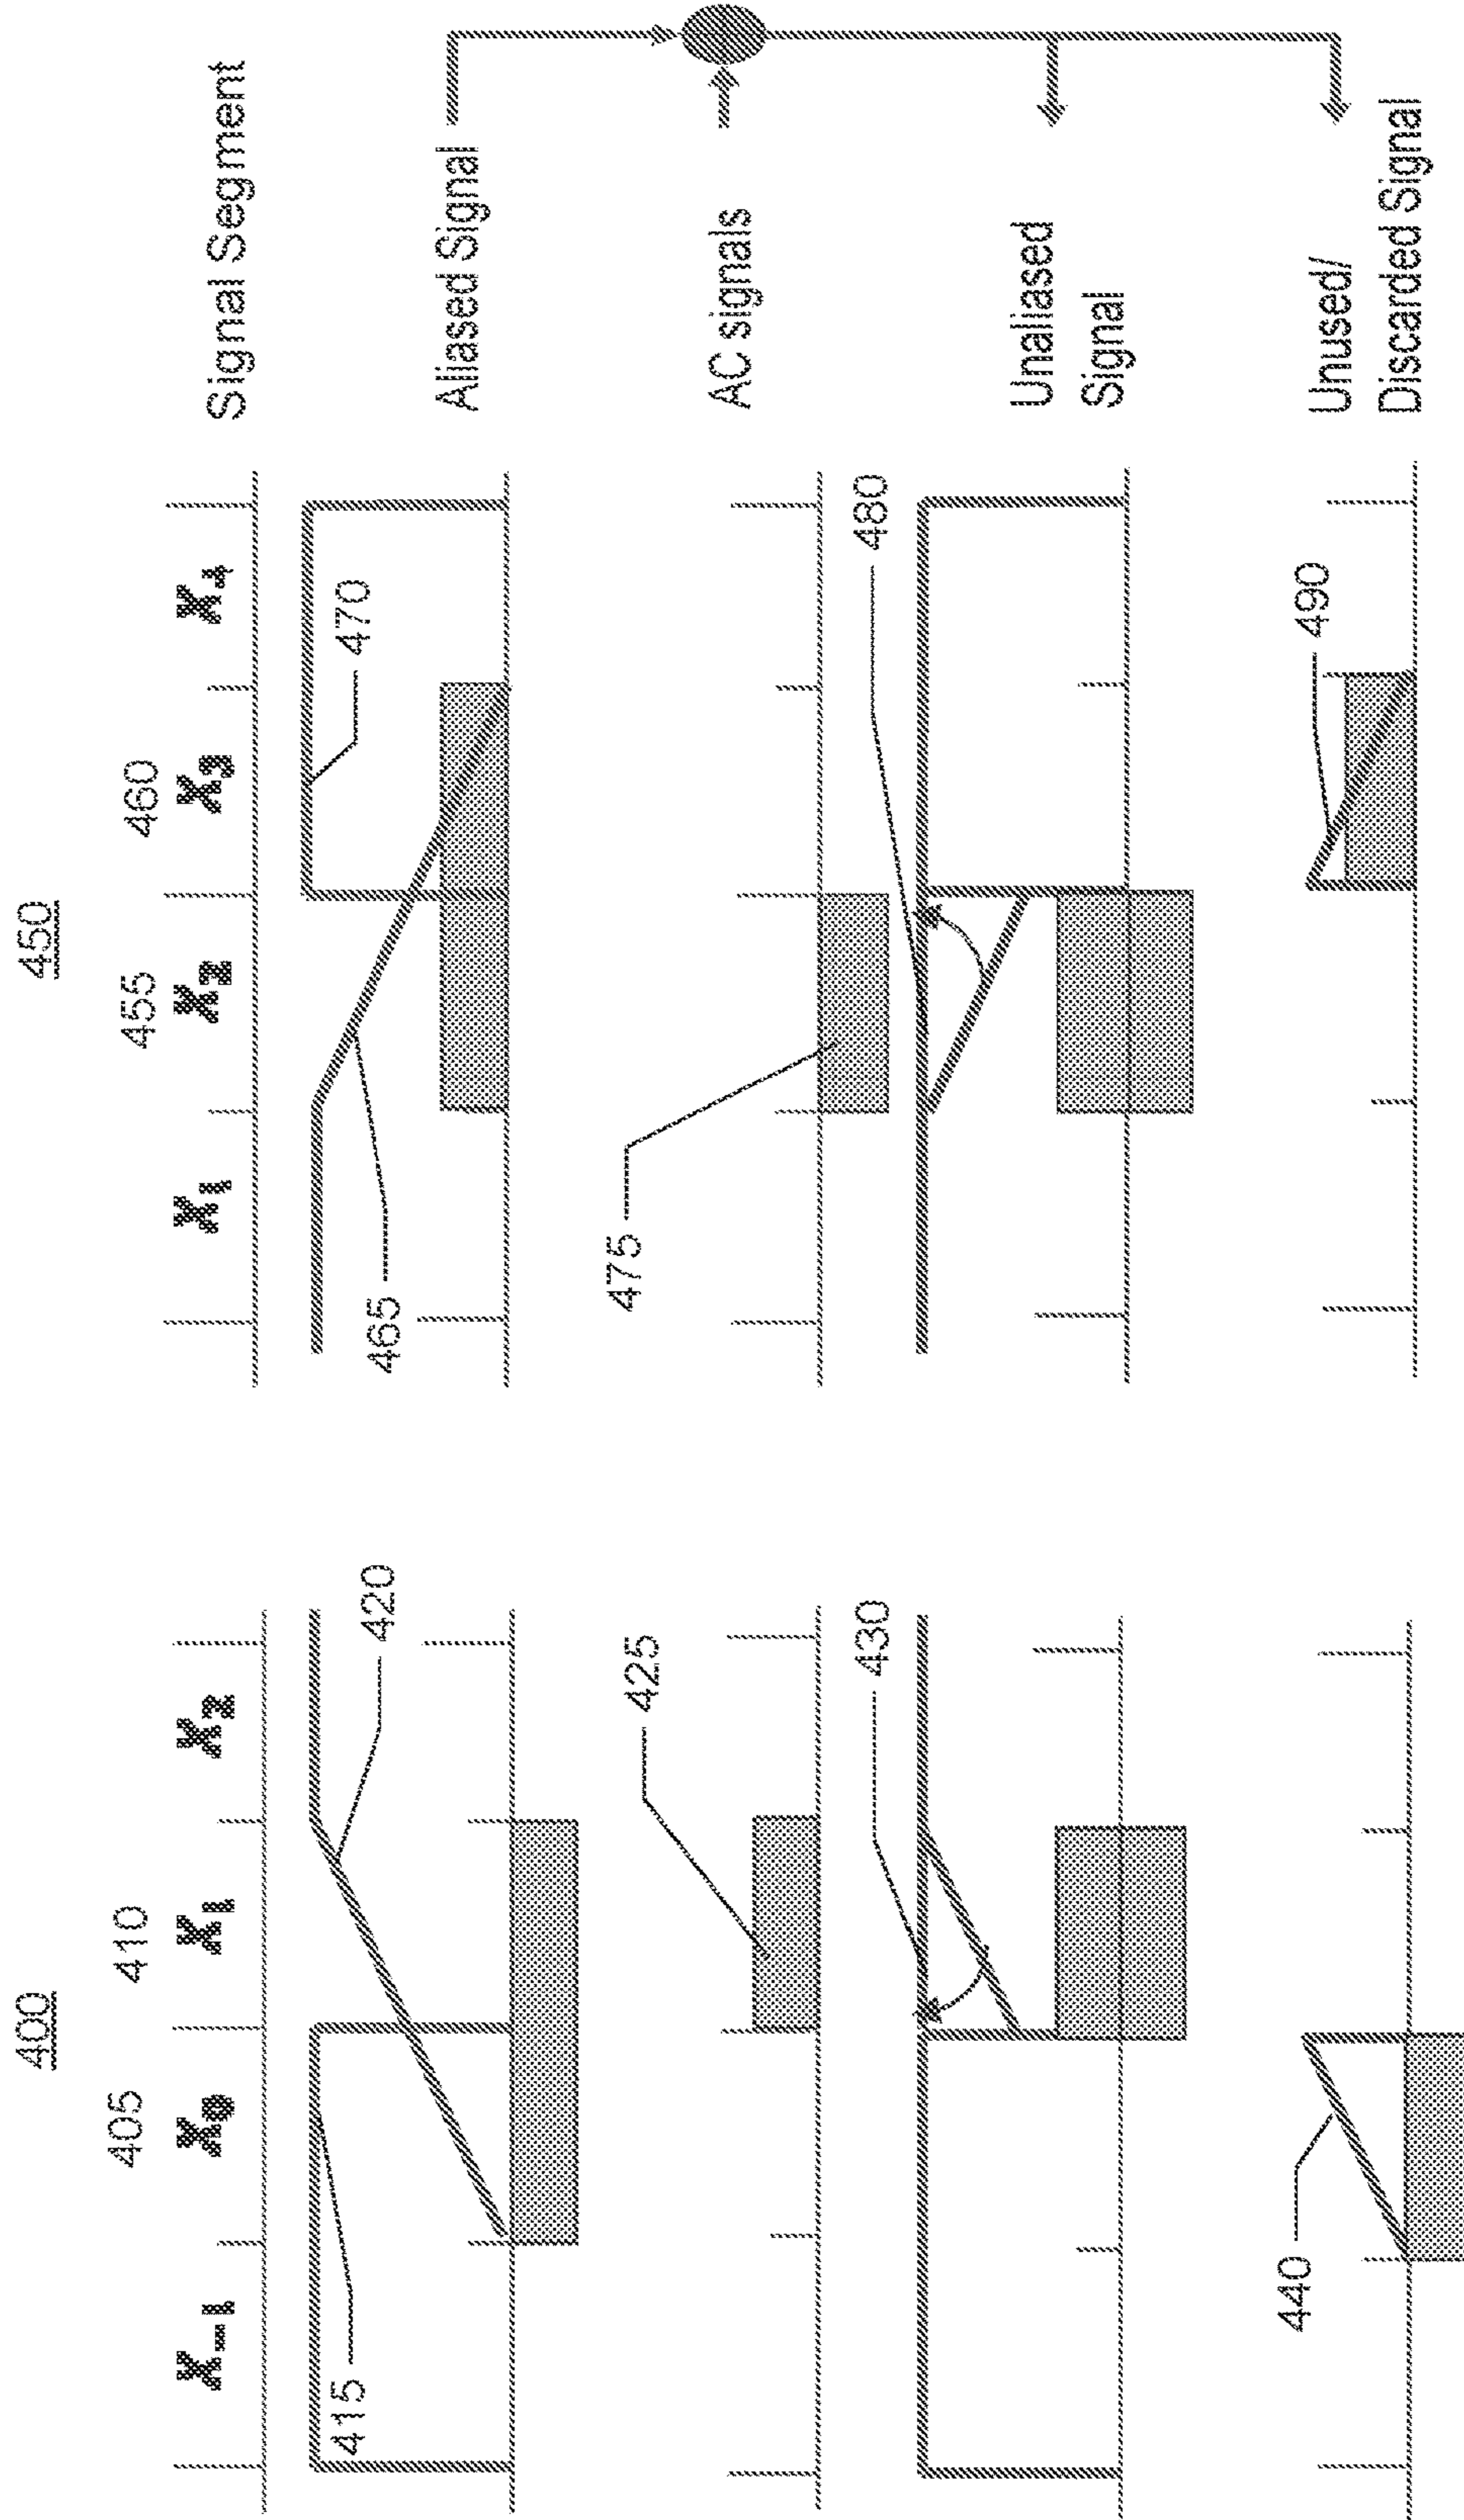 400
450
405
410
455
460
X_1
X0
X1
X2
X1
X2
X3
X4
Signal Segment
415
420
465
470
Aliased Signal
425
475
AC signals
430
480
Unaliased
Signal
440
490
Unused/
Discarded Signal